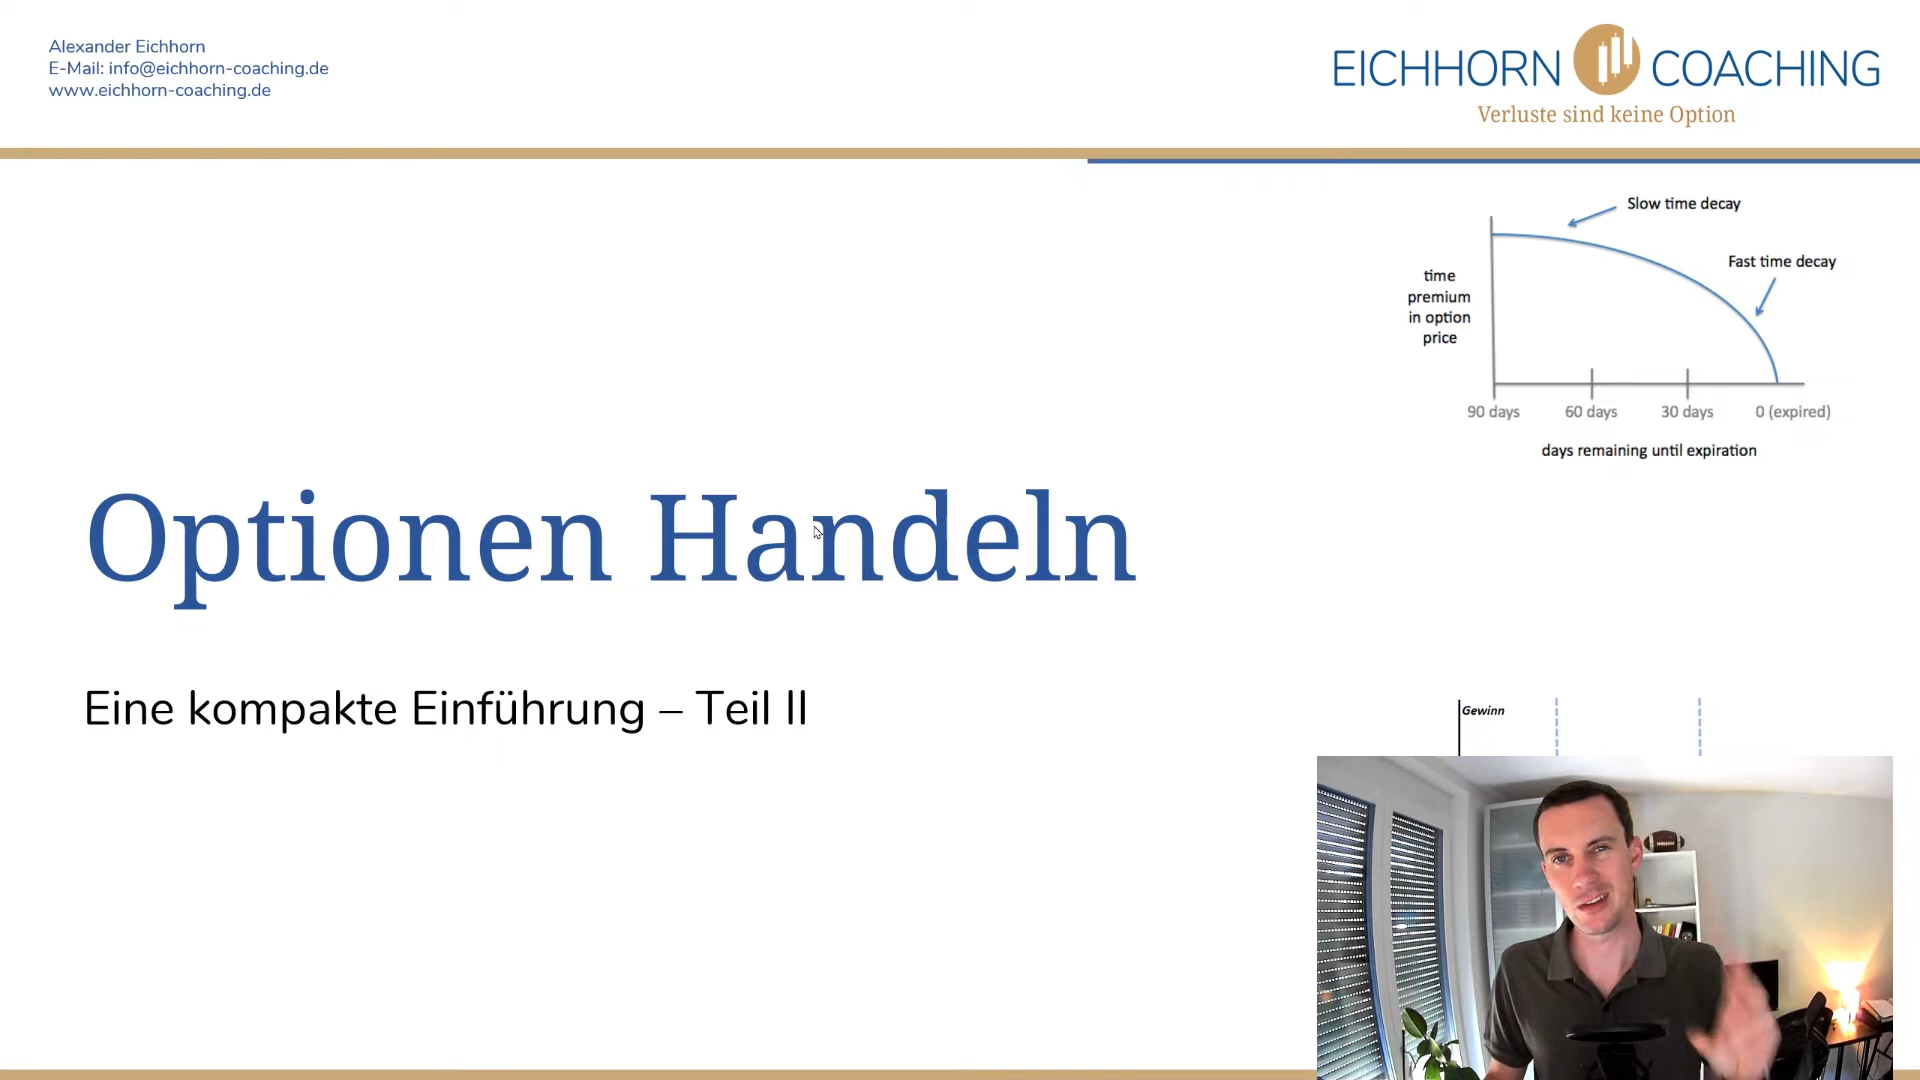 Alexander Eichhorn
E-Mail: info@eichhorn-coaching.de
www.eichhorn-coaching.de
EICHHORN COACHING
Verluste sind keine Option
Slow time decay
Fast time decay
time
premium
in option
price
90 days 60 days 30 days 0 (expired)
days remaining until expiration
Optionen Handeln
Eine kompakte Einführung – Teil II
Gewinn